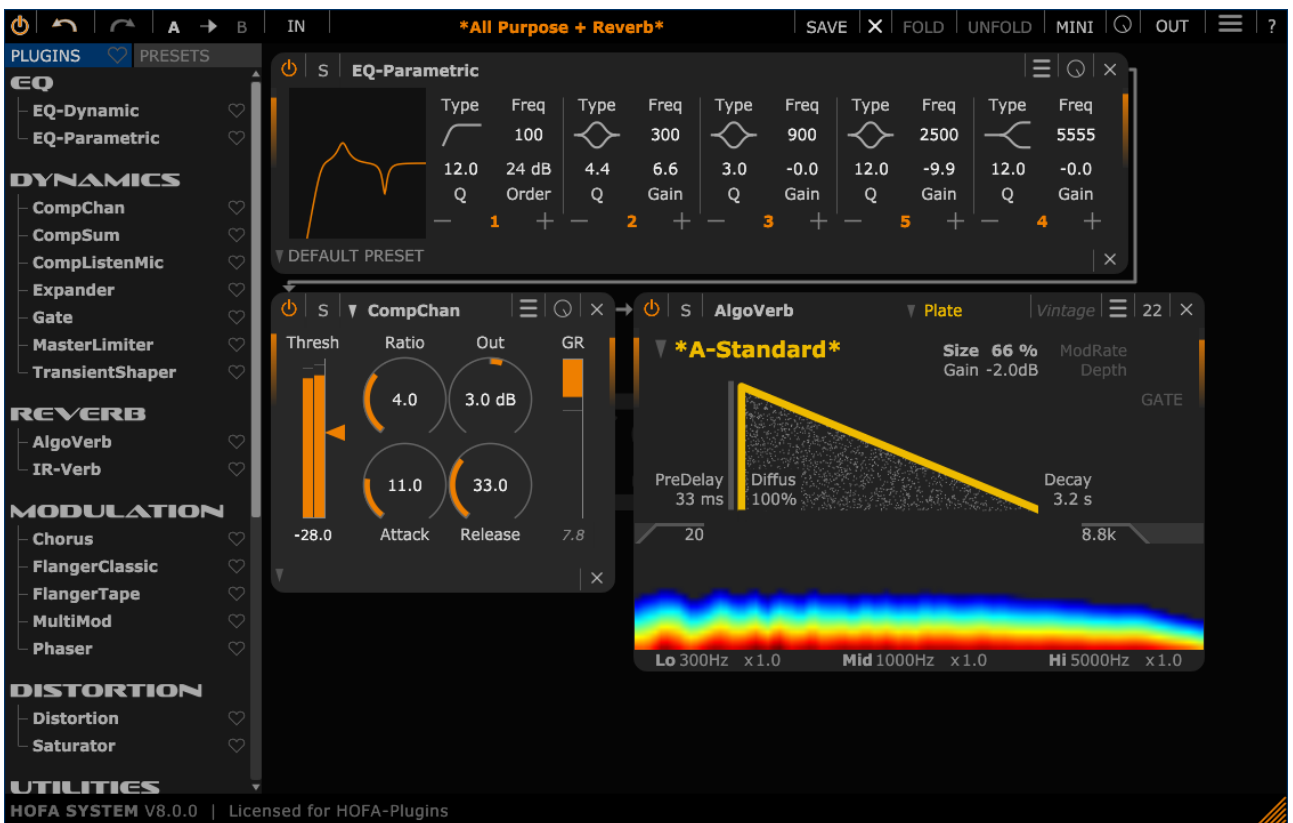 A B IN *All Purpose + Reverb* SAVE X FOLD UNFOLD MINI OUT ?
PLUGINS PRESETS
EQ
EQ-Dynamic
EQ-Parametric
DYNAMICS
CompChan
CompSum
CompListenMic
Expander
Gate
MasterLimiter
TransientShaper
REVERB
AlgoVerb
IR-Verb
MODULATION
Chorus
FlangerClassic
FlangerTape
MultiMod
Phaser
DISTORTION
Distortion
Saturator
UTILITIES
S EQ-Parametric
Type Freq Type Freq Type Freq Type Freq Type Freq
100 300 900 2500 5555
12.0 24 dB 4.4 6.6 3.0 -0.0 12.0 -9.9 12.0 -0.0
Q Order Q Gain Q Gain Q Gain Q Gain
— 1 + — 2 + — 3 + — 5 + — 4 +
DEFAULT PRESET
S CompChan
Thresh Ratio Out GR
4.0 3.0 dB
11.0 33.0
-28.0 Attack Release 7.8
S AlgoVerb Plate Vintage 22
*A-Standard* Size 66 % ModRate
Gain -2.0dB Depth
GATE
PreDelay Diffus Decay
33 ms 100% 3.2 s
20 8.8k
Lo 300Hz x1.0 Mid 1000Hz x1.0 Hi 5000Hz x1.0
HOFA SYSTEM V8.0.0 | Licensed for HOFA-Plugins